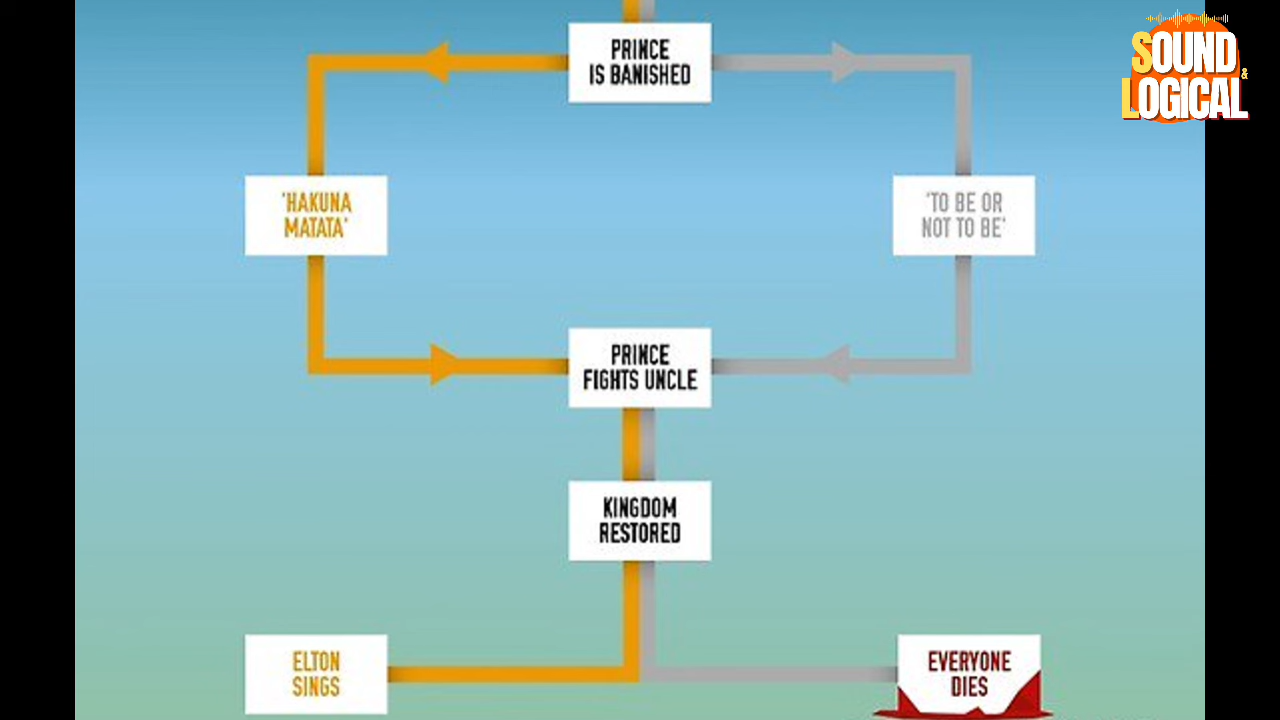 PRINCE
IS BANISHED
SOUND
&
LOGICAL
'HAKUNA
MATATA'
'TO BE OR
NOT TO BE'
PRINCE
FIGHTS UNCLE
KINGDOM
RESTORED
ELTON
SINGS
EVERYONE
DIES